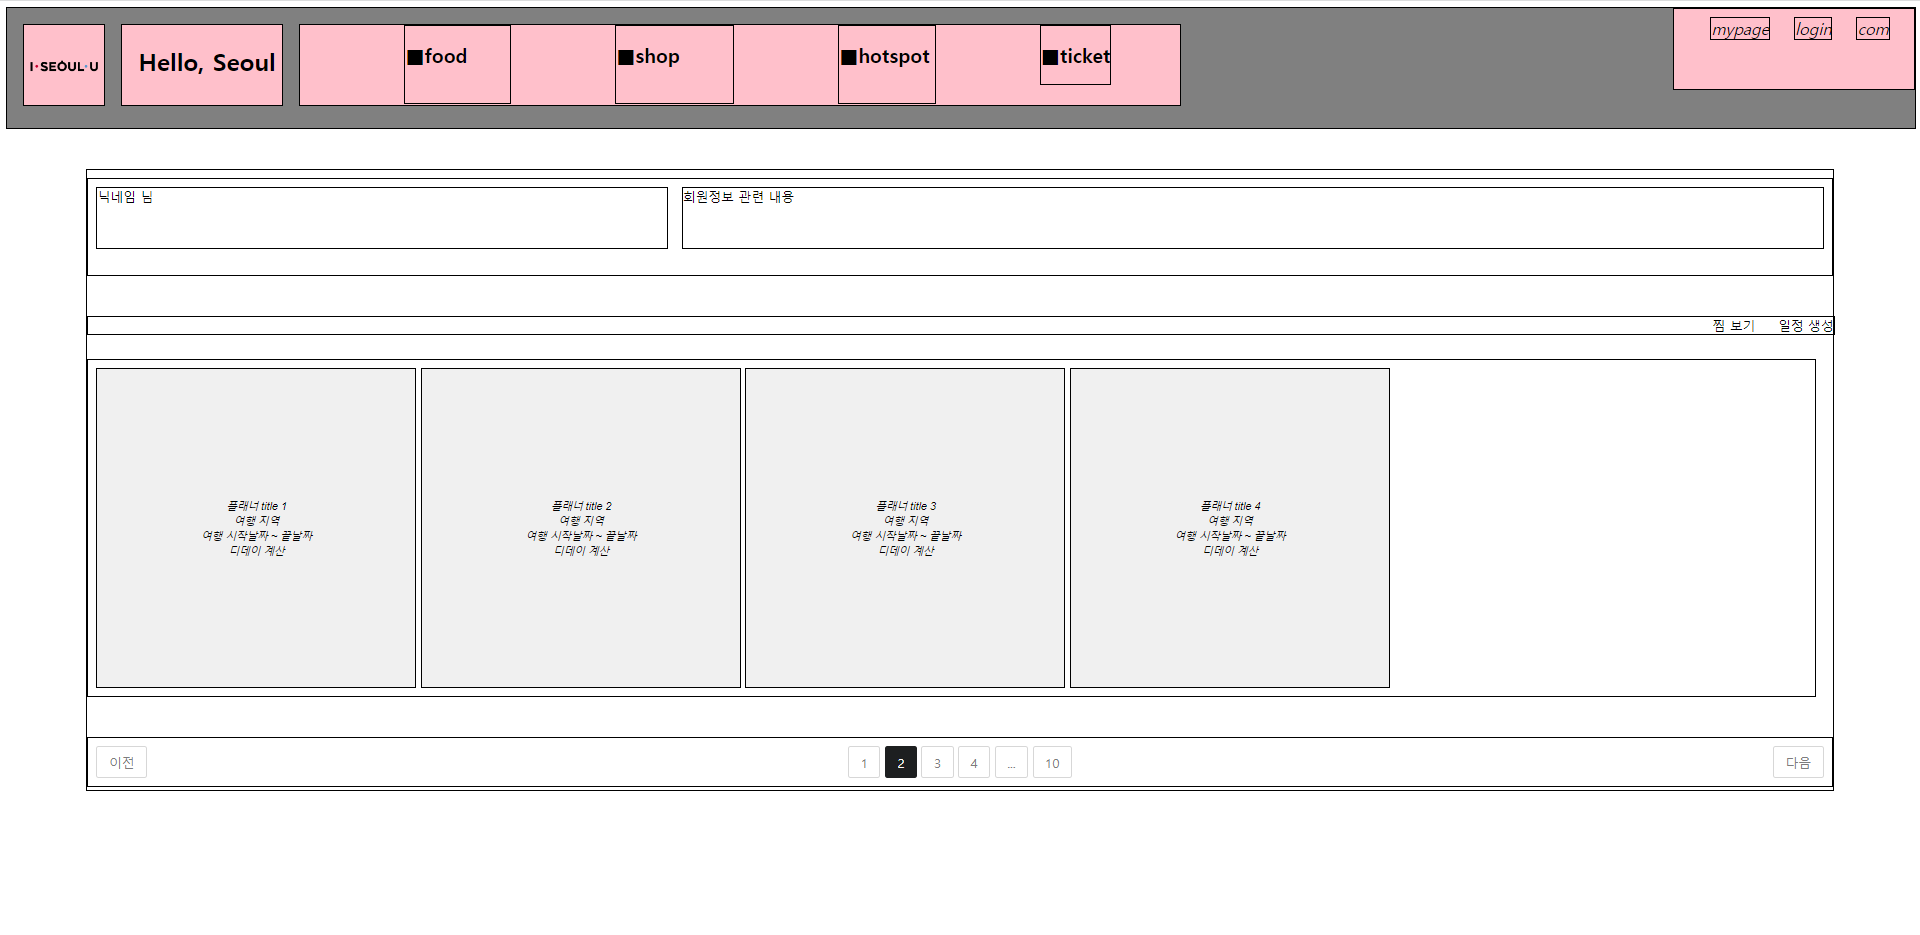 I·SEOUL·U
Hello, Seoul
■food
■shop
■hotspot
■ticket
mypage
login
com
닉네임 님
회원정보 관련 내용
찜 보기
일정 생성
플래너 title 1
여행 지역
여행 시작날짜 ~ 끝날짜
디데이 계산
플래너 title 2
여행 지역
여행 시작날짜 ~ 끝날짜
디데이 계산
플래너 title 3
여행 지역
여행 시작날짜 ~ 끝날짜
디데이 계산
플래너 title 4
여행 지역
여행 시작날짜 ~ 끝날짜
디데이 계산
이전
1
2
3
4
...
10
다음